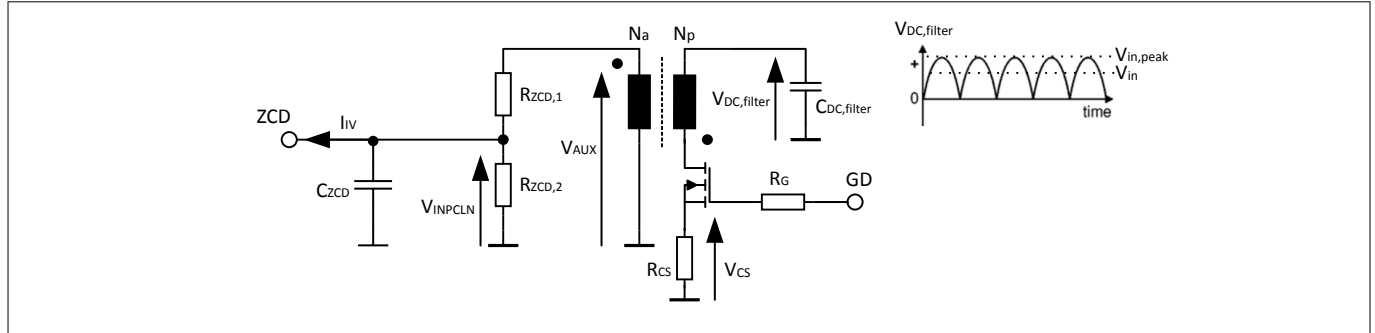 Na Np
VDC,filter
Vin,peak
Vin
+
0
time
RZCD,1
ZCD
IIV
VAUX
VDC,filter
CDC,filter
CZCD
RZCD,2
VINPCLN
RG
GD
RCS
VCS